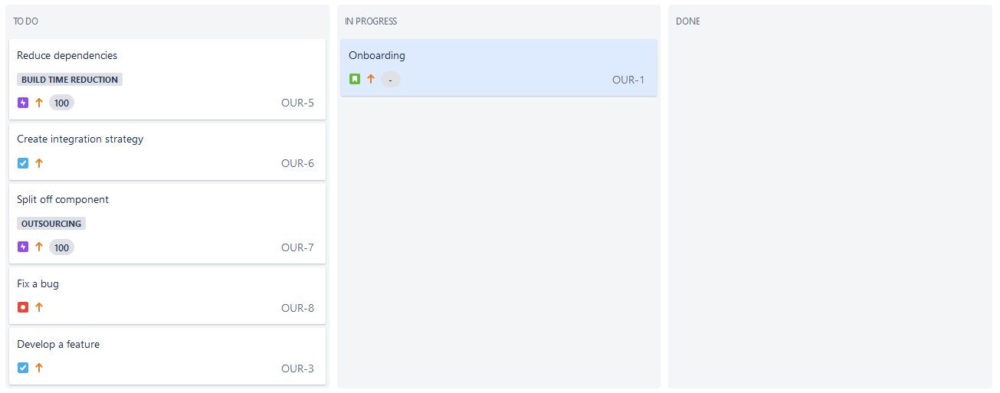 TO DO
Reduce dependencies
BUILD TIME REDUCTION
100
OUR-5
Create integration strategy
OUR-6
Split off component
OUTSOURCING
100
OUR-7
Fix a bug
OUR-8
Develop a feature
OUR-3
IN PROGRESS
Onboarding
-
OUR-1
DONE